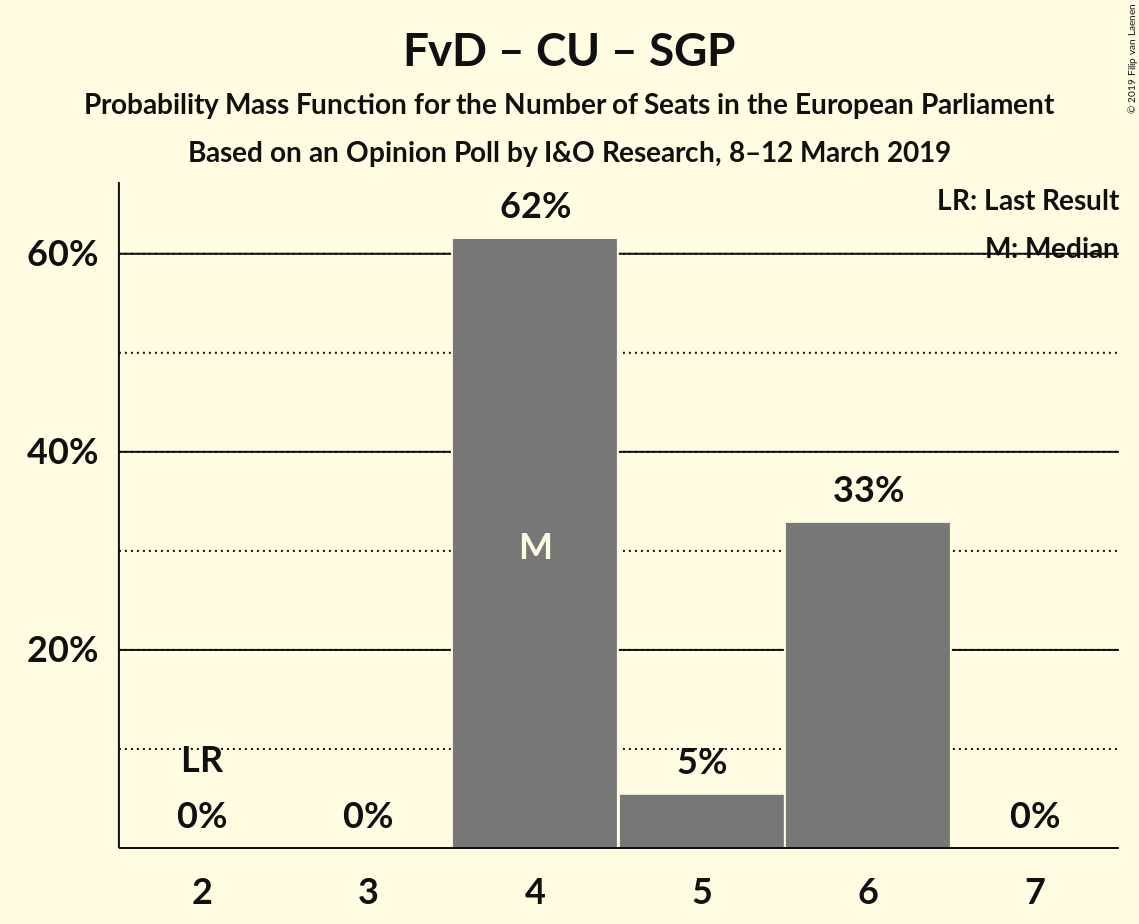 FvD – CU – SGP
Probability Mass Function for the Number of Seats in the European Parliament
Based on an Opinion Poll by I&O Research, 8–12 March 2019
© 2019 Filip van Laenen
LR: Last Result
M: Median
60%
40%
20%
62%
M
33%
LR
0%
0%
5%
0%
2
3
4
5
6
7